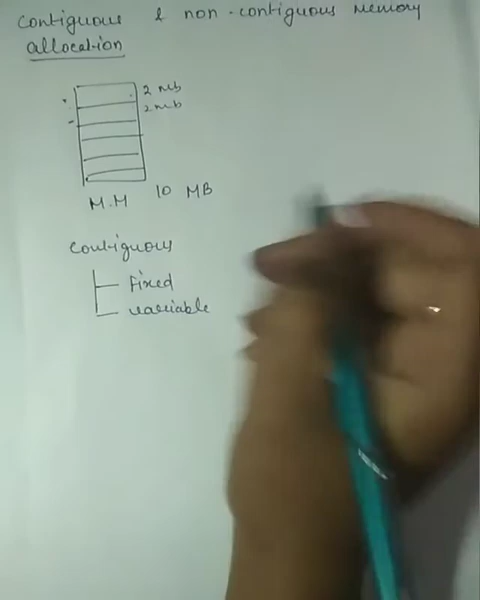 contiguous & non-contiguous memory
allocation
2 mb
2 mb
M.M 10 MB
contiguous
Fixed
variable